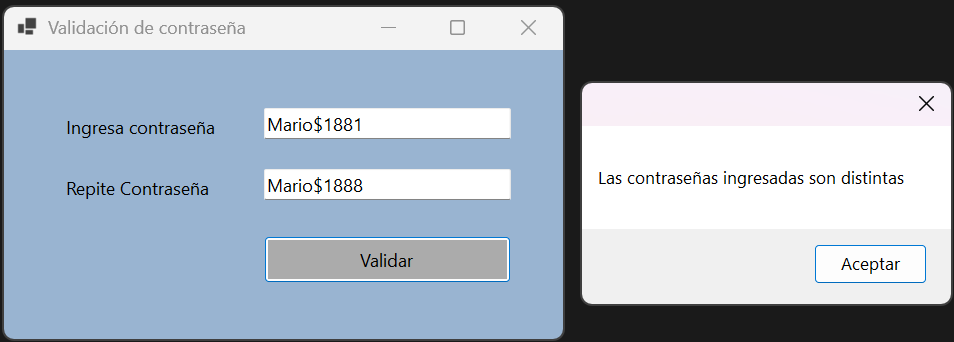 Validación de contraseña
Ingresa contraseña
Mario$1881
Repite Contraseña
Mario$1888
Validar
Las contraseñas ingresadas son distintas
Aceptar